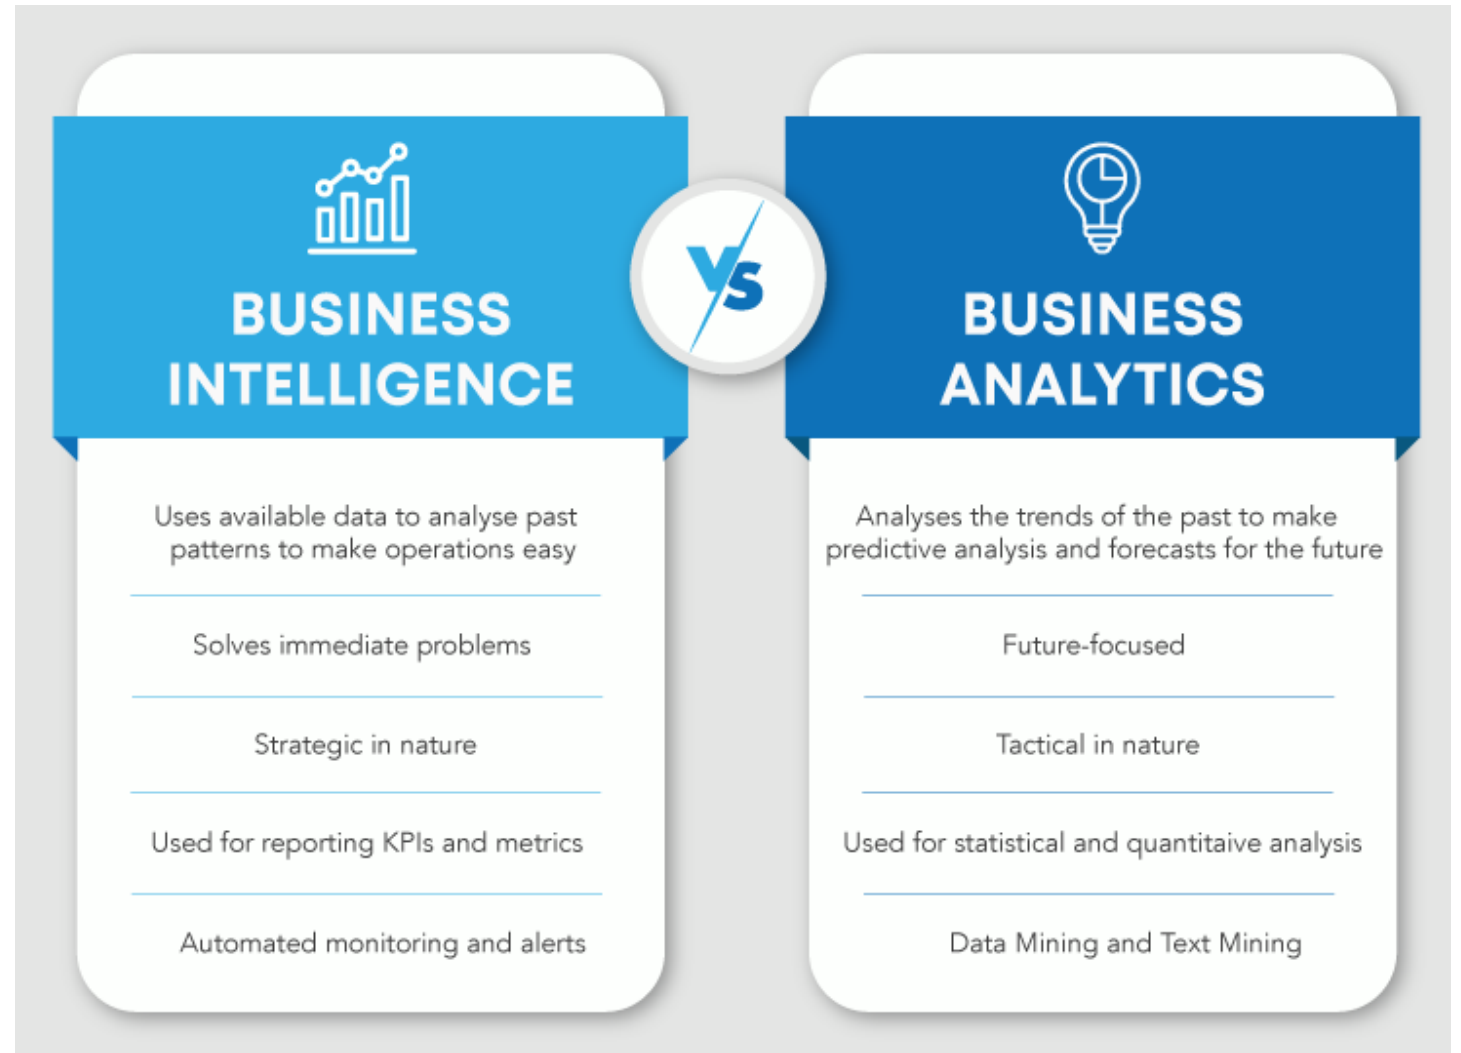 BUSINESS
INTELLIGENCE
Uses available data to analyse past
patterns to make operations easy
Solves immediate problems
Strategic in nature
Used for reporting KPIs and metrics
Automated monitoring and alerts
VS
BUSINESS
ANALYTICS
Analyses the trends of the past to make
predictive analysis and forecasts for the future
Future-focused
Tactical in nature
Used for statistical and quantitaive analysis
Data Mining and Text Mining